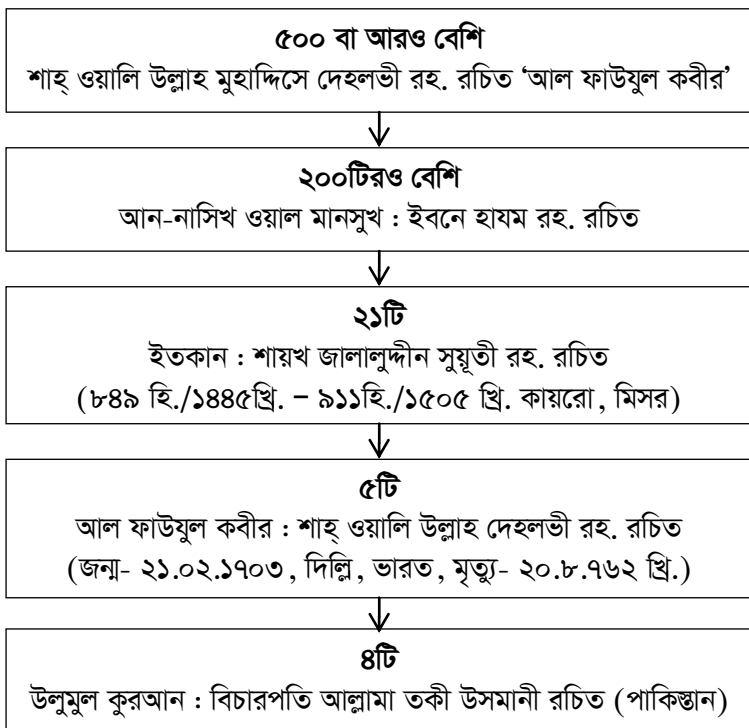 ৫০০ বা আরও বেশি
শাহ্ ওয়ালি উল্লাহ মুহাদ্দিসে দেহলভী রহ. রচিত ‘আল ফাউযুল কবীর’
২০০টিরও বেশি
আন-নাসিখ ওয়াল মানসুখ : ইবনে হাযম রহ. রচিত
২১টি
ইতকান : শায়খ জালালুদ্দীন সুয়ূতী রহ. রচিত
(৮৪৯ হি./১৪৪৫খ্রি. – ৯১১হি./১৫০৫ খ্রি. কায়রো, মিসর)
৫টি
আল ফাউযুল কবীর : শাহ্ ওয়ালি উল্লাহ দেহলভী রহ. রচিত
(জন্ম- ২১.০২.১৭০৩, দিল্লি, ভারত, মৃত্যু- ২০.৮.৭৬২ খ্রি.)
৪টি
উলুমুল কুরআন : বিচারপতি আল্লামা তকী উসমানী রচিত (পাকিস্তান)